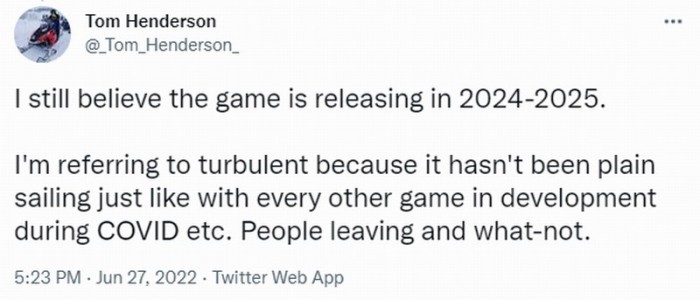 Tom Henderson
@_Tom_Henderson_
I still believe the game is releasing in 2024-2025.
I'm referring to turbulent because it hasn't been plain
sailing just like with every other game in development
during COVID etc. People leaving and what-not.
5:23 PM · Jun 27, 2022 · Twitter Web App